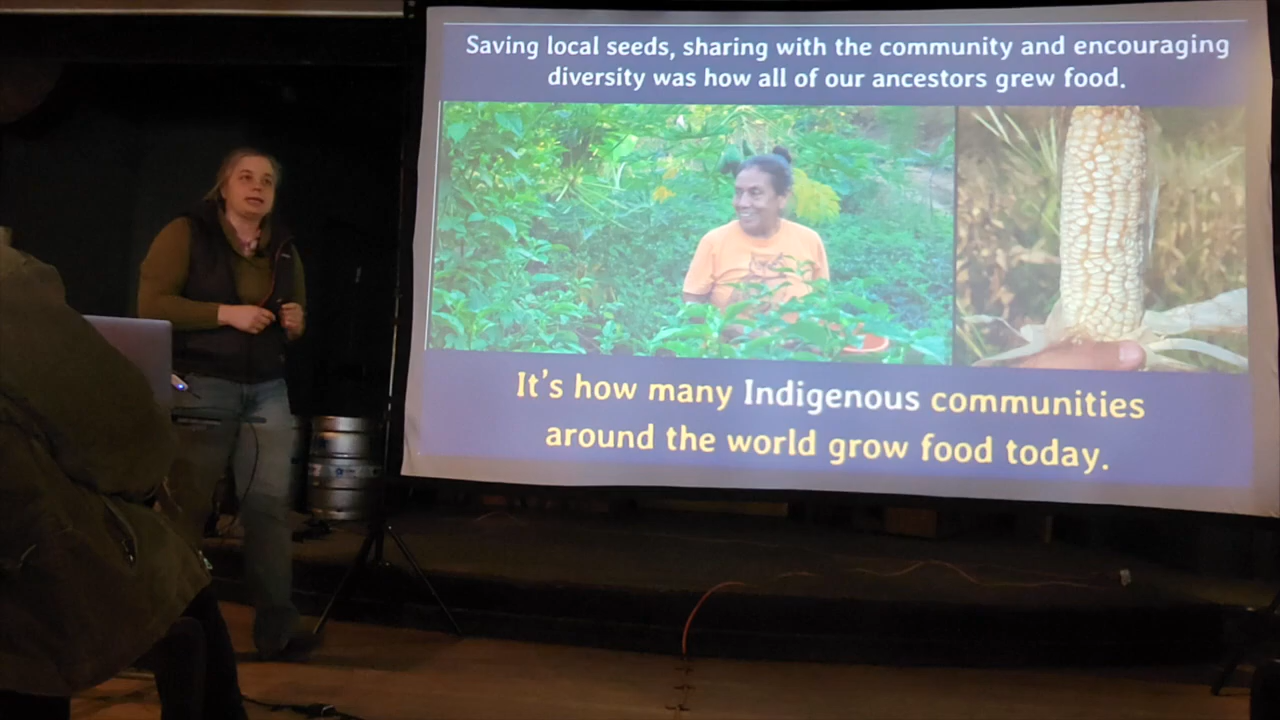 Saving local seeds, sharing with the community and encouraging
diversity was how all of our ancestors grew food.
It's how many Indigenous communities
around the world grow food today.